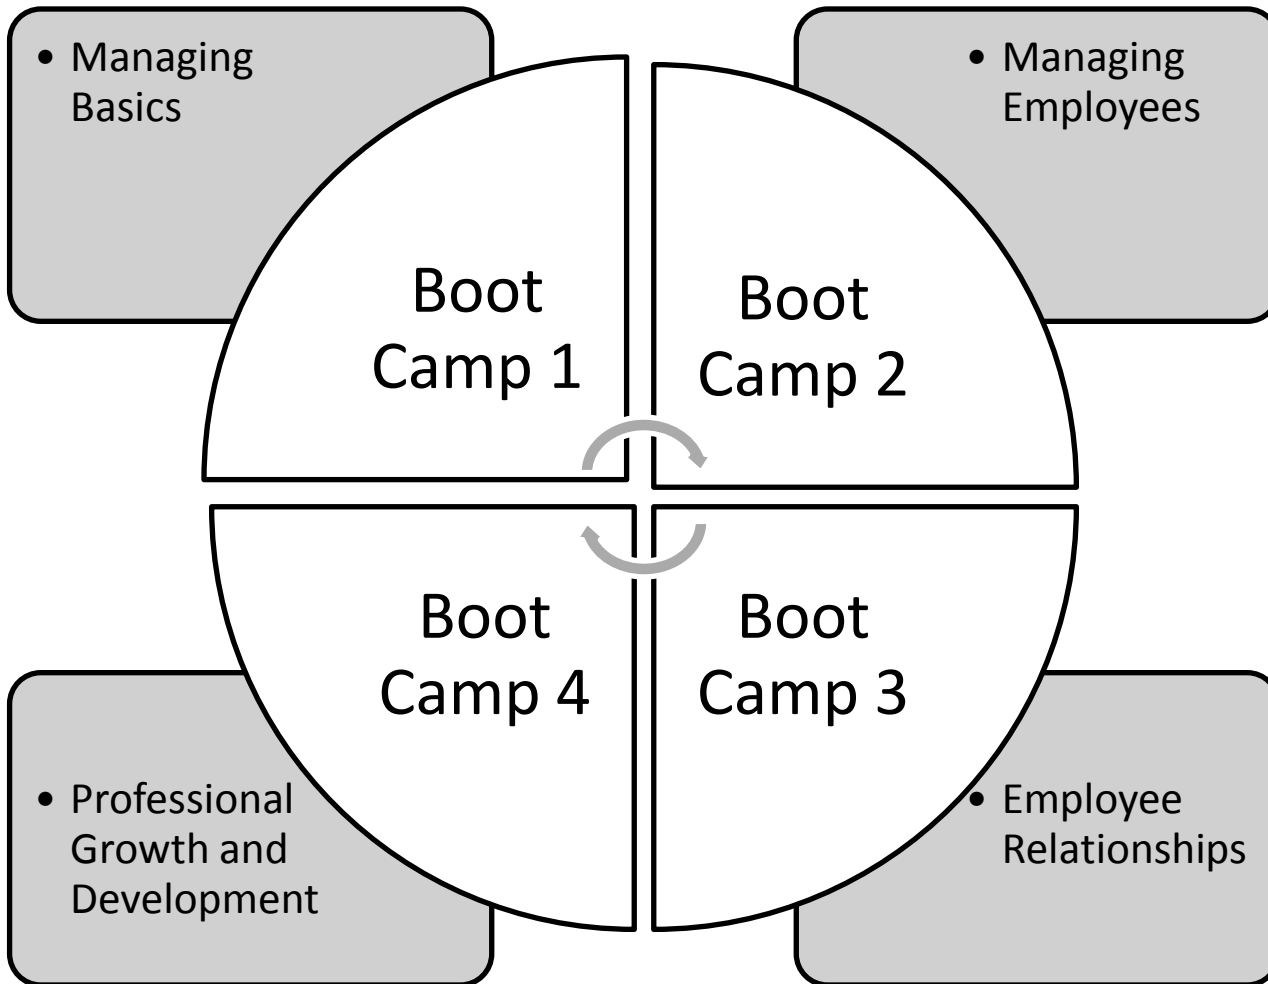 • Managing
Basics
• Managing
Employees
Boot
Camp 1
Boot
Camp 2
Boot
Camp 4
Boot
Camp 3
• Professional
Growth and
Development
• Employee
Relationships